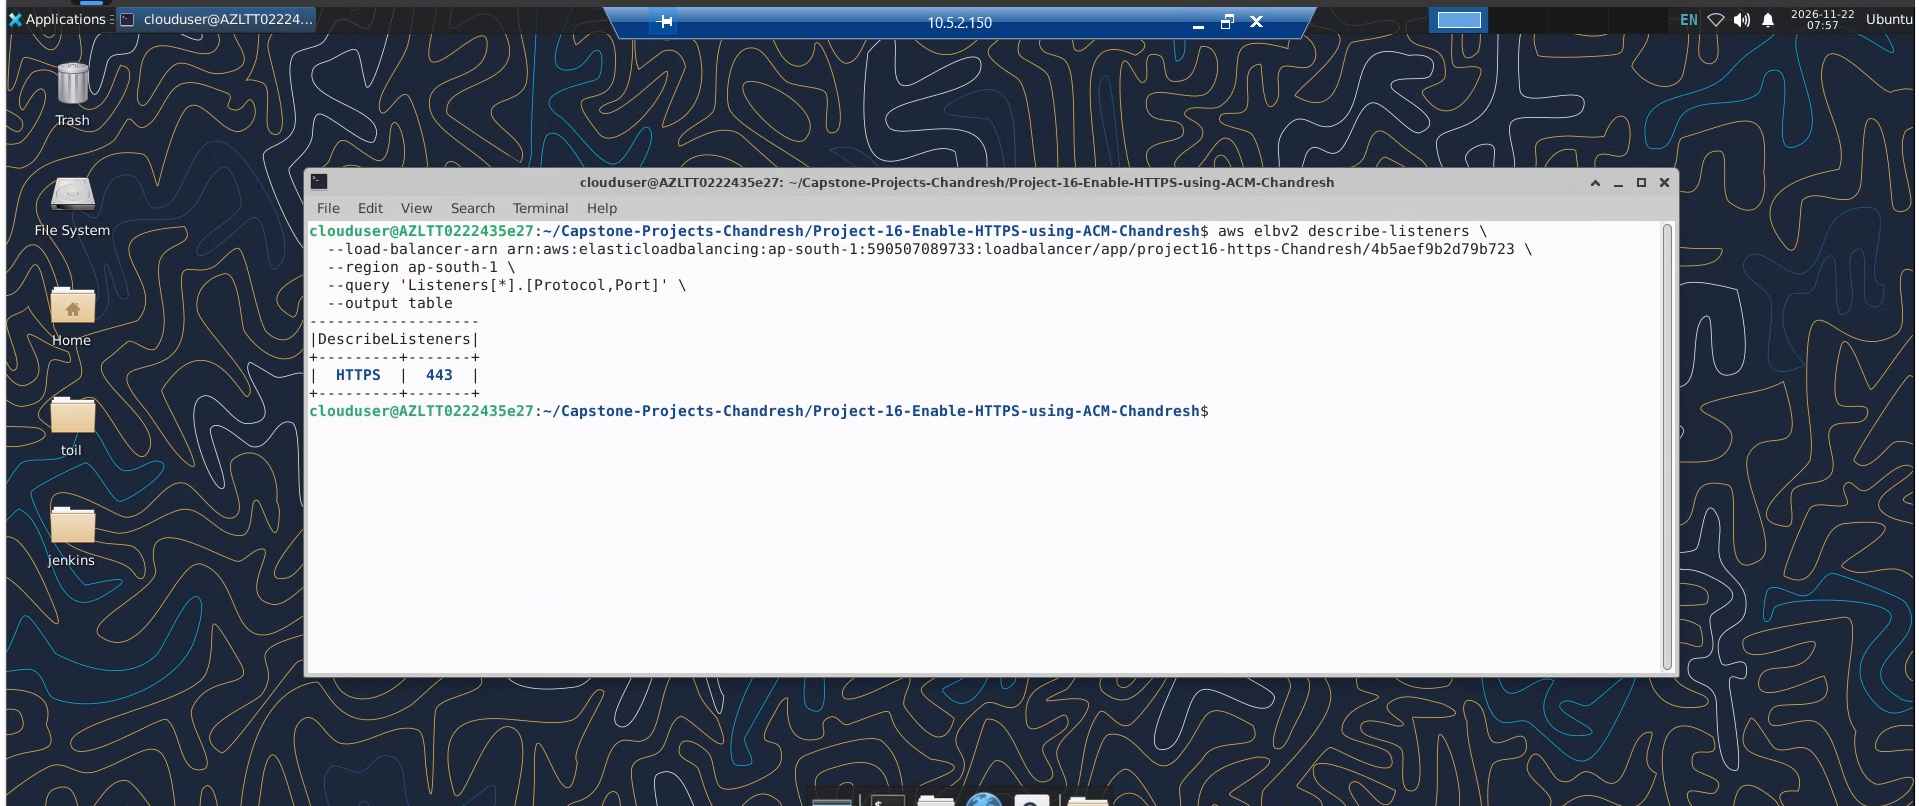 Applications
clouduser@AZLTT02224...
10.5.2.150
EN
2026-11-22
07:57
Ubuntu
Trash
File System
Home
toil
jenkins
clouduser@AZLTT0222435e27: ~/Capstone-Projects-Chandresh/Project-16-Enable-HTTPS-using-ACM-Chandresh
File Edit View Search Terminal Help
clouduser@AZLTT0222435e27:~/Capstone-Projects-Chandresh/Project-16-Enable-HTTPS-using-ACM-Chandresh$ aws elbv2 describe-listeners \
  --load-balancer-arn arn:aws:elasticloadbalancing:ap-south-1:590507089733:loadbalancer/app/project16-https-Chandresh/4b5aef9b2d79b723 \
  --region ap-south-1 \
  --query 'Listeners[*].[Protocol,Port]' \
  --output table
-------------------
|DescribeListeners|
+---------+-------+
|  HTTPS  |  443  |
+---------+-------+
clouduser@AZLTT0222435e27:~/Capstone-Projects-Chandresh/Project-16-Enable-HTTPS-using-ACM-Chandresh$